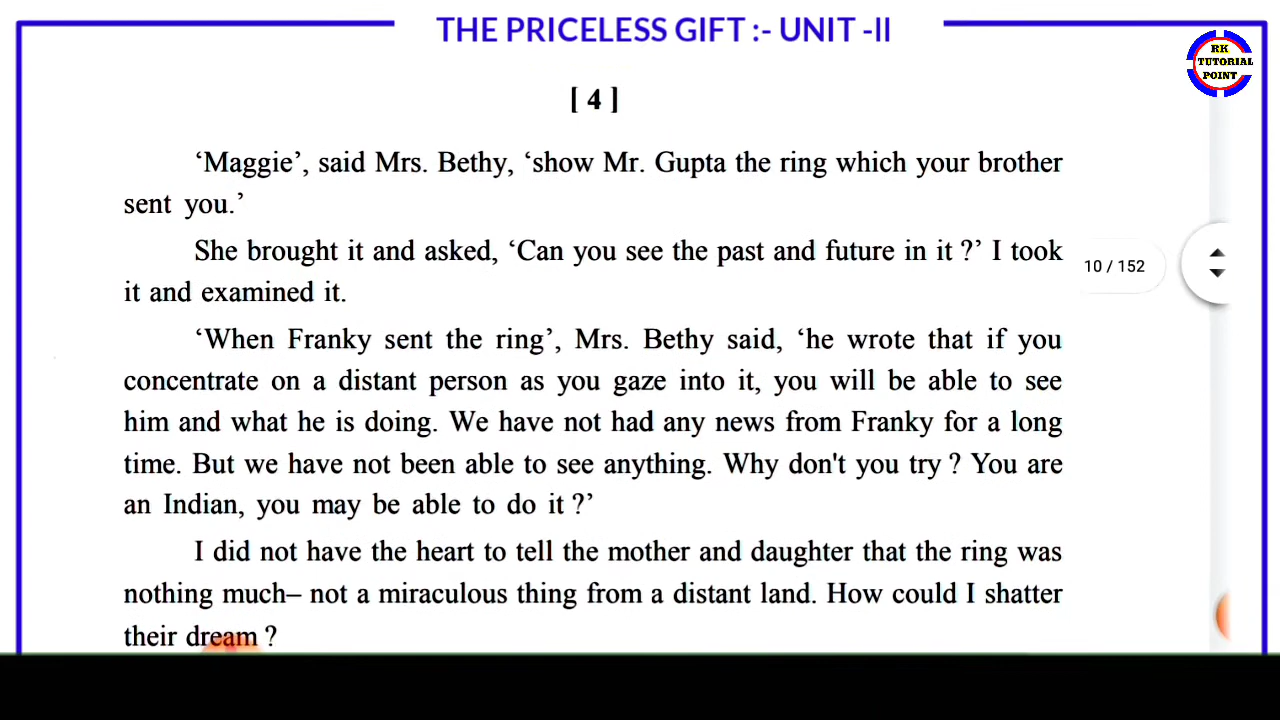 THE PRICELESS GIFT :- UNIT -II
RK
TUTORIAL
POINT
[ 4 ]
‘Maggie’, said Mrs. Bethy, ‘show Mr. Gupta the ring which your brother
sent you.’
She brought it and asked, ‘Can you see the past and future in it ?’ I took
it and examined it.
10 / 152
‘When Franky sent the ring’, Mrs. Bethy said, ‘he wrote that if you
concentrate on a distant person as you gaze into it, you will be able to see
him and what he is doing. We have not had any news from Franky for a long
time. But we have not been able to see anything. Why don't you try ? You are
an Indian, you may be able to do it ?’
I did not have the heart to tell the mother and daughter that the ring was
nothing much– not a miraculous thing from a distant land. How could I shatter
their dream ?